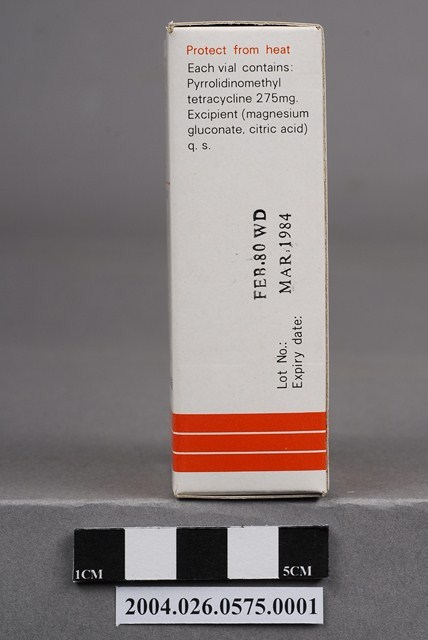 Protect from heat
Each vial contains:
Pyrrolidinomethyl
tetracycline 275mg.
Excipient (magnesium
gluconate, citric acid)
q. s.
FEB.80 WD
MAR.1984
Lot No.:
Expiry date:
1CM
5CM
2004.026.0575.0001